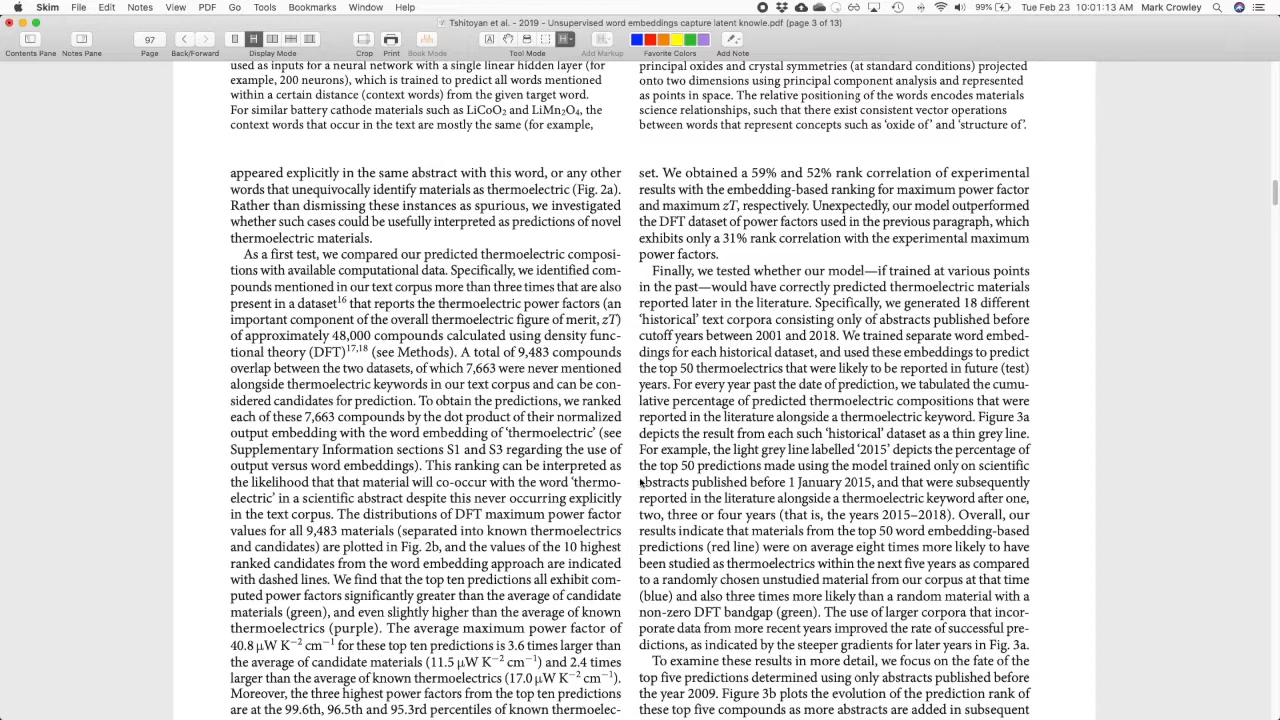 Skim File Edit Notes View PDF Go Tools Bookmarks Window Help 99% Tue Feb 23 10:01:13 AM Mark Crowley
Tshitoyan et al. - 2019 - Unsupervised word embeddings capture latent knowle.pdf (page 3 of 13)
97
Contents Pane Notes Pane Page Back/Forward Display Mode Crop Print Book Mode Tool Mode Add Markup Favorite Colors Add Note
used as inputs for a neural network with a single linear hidden layer (for
example, 200 neurons), which is trained to predict all words mentioned
within a certain distance (context words) from the given target word.
For similar battery cathode materials such as LiCoO₂ and LiMn₂O₄, the
context words that occur in the text are mostly the same (for example,
principal oxides and crystal symmetries (at standard conditions) projected
onto two dimensions using principal component analysis and represented
as points in space. The relative positioning of the words encodes materials
science relationships, such that there exist consistent vector operations
between words that represent concepts such as ‘oxide of’ and ‘structure of’.
appeared explicitly in the same abstract with this word, or any other
words that unequivocally identify materials as thermoelectric (Fig. 2a).
Rather than dismissing these instances as spurious, we investigated
whether such cases could be usefully interpreted as predictions of novel
thermoelectric materials.
As a first test, we compared our predicted thermoelectric composi-
tions with available computational data. Specifically, we identified com-
pounds mentioned in our text corpus more than three times that are also
present in a dataset¹⁶ that reports the thermoelectric power factors (an
important component of the overall thermoelectric figure of merit, zT)
of approximately 48,000 compounds calculated using density func-
tional theory (DFT)¹⁷,¹⁸ (see Methods). A total of 9,483 compounds
overlap between the two datasets, of which 7,663 were never mentioned
alongside thermoelectric keywords in our text corpus and can be con-
sidered candidates for prediction. To obtain the predictions, we ranked
each of these 7,663 compounds by the dot product of their normalized
output embedding with the word embedding of ‘thermoelectric’ (see
Supplementary Information sections S1 and S3 regarding the use of
output versus word embeddings). This ranking can be interpreted as
the likelihood that that material will co-occur with the word ‘thermo-
electric’ in a scientific abstract despite this never occurring explicitly
in the text corpus. The distributions of DFT maximum power factor
values for all 9,483 materials (separated into known thermoelectrics
and candidates) are plotted in Fig. 2b, and the values of the 10 highest
ranked candidates from the word embedding approach are indicated
with dashed lines. We find that the top ten predictions all exhibit com-
puted power factors significantly greater than the average of candidate
materials (green), and even slightly higher than the average of known
thermoelectrics (purple). The average maximum power factor of
40.8 μW K⁻² cm⁻¹ for these top ten predictions is 3.6 times larger than
the average of candidate materials (11.5 μW K⁻² cm⁻¹) and 2.4 times
larger than the average of known thermoelectrics (17.0 μW K⁻² cm⁻¹).
Moreover, the three highest power factors from the top ten predictions
are at the 99.6th, 96.5th and 95.3rd percentiles of known thermoelec-
set. We obtained a 59% and 52% rank correlation of experimental
results with the embedding-based ranking for maximum power factor
and maximum zT, respectively. Unexpectedly, our model outperformed
the DFT dataset of power factors used in the previous paragraph, which
exhibits only a 31% rank correlation with the experimental maximum
power factors.
Finally, we tested whether our model—if trained at various points
in the past—would have correctly predicted thermoelectric materials
reported later in the literature. Specifically, we generated 18 different
‘historical’ text corpora consisting only of abstracts published before
cutoff years between 2001 and 2018. We trained separate word embed-
dings for each historical dataset, and used these embeddings to predict
the top 50 thermoelectrics that were likely to be reported in future (test)
years. For every year past the date of prediction, we tabulated the cumu-
lative percentage of predicted thermoelectric compositions that were
reported in the literature alongside a thermoelectric keyword. Figure 3a
depicts the result from each such ‘historical’ dataset as a thin grey line.
For example, the light grey line labelled ‘2015’ depicts the percentage of
the top 50 predictions made using the model trained only on scientific
abstracts published before 1 January 2015, and that were subsequently
reported in the literature alongside a thermoelectric keyword after one,
two, three or four years (that is, the years 2015–2018). Overall, our
results indicate that materials from the top 50 word embedding-based
predictions (red line) were on average eight times more likely to have
been studied as thermoelectrics within the next five years as compared
to a randomly chosen unstudied material from our corpus at that time
(blue) and also three times more likely than a random material with a
non-zero DFT bandgap (green). The use of larger corpora that incor-
porate data from more recent years improved the rate of successful pre-
dictions, as indicated by the steeper gradients for later years in Fig. 3a.
To examine these results in more detail, we focus on the fate of the
top five predictions determined using only abstracts published before
the year 2009. Figure 3b plots the evolution of the prediction rank of
these top five compounds as more abstracts are added in subsequent